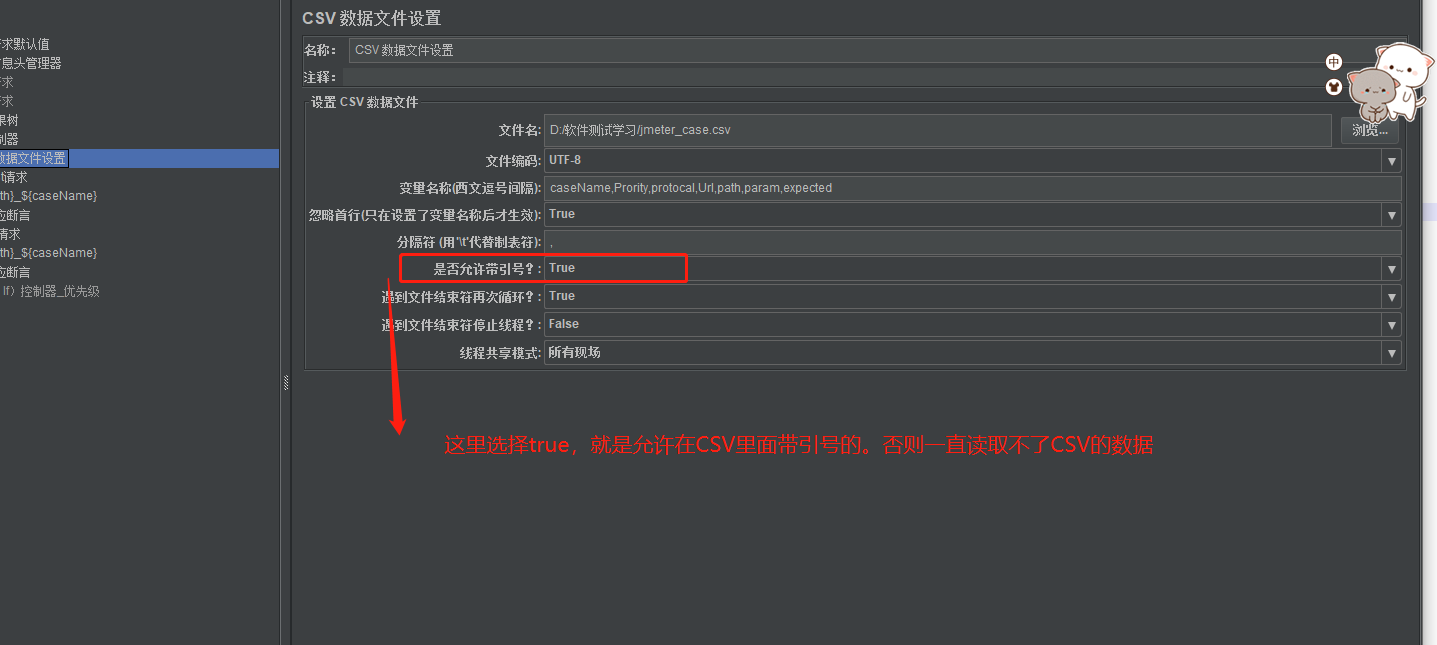 CSV 数据文件设置
名称: CSV 数据文件设置
注释:
设置 CSV 数据文件
文件名: D:/软件测试学习/jmeter_case.csv 浏览...
文件编码: UTF-8
变量名称(西文逗号间隔): caseName,Prority,protocal,Url,path,param,expected
忽略首行(只在设置了变量名称后才生效): True
分隔符 (用'\t'代替制表符): ,
是否允许带引号?: True
遇到文件结束符再次循环?: True
遇到文件结束符停止线程?: False
线程共享模式: 所有现场
这里选择true，就是允许在CSV里面带引号的。否则一直读取不了CSV的数据
求默认值
息头管理器
求
求
果树
制器
数据文件设置
t请求
th}_${caseName}
应断言
请求
th}_${caseName}
应断言
If）控制器_优先级
中